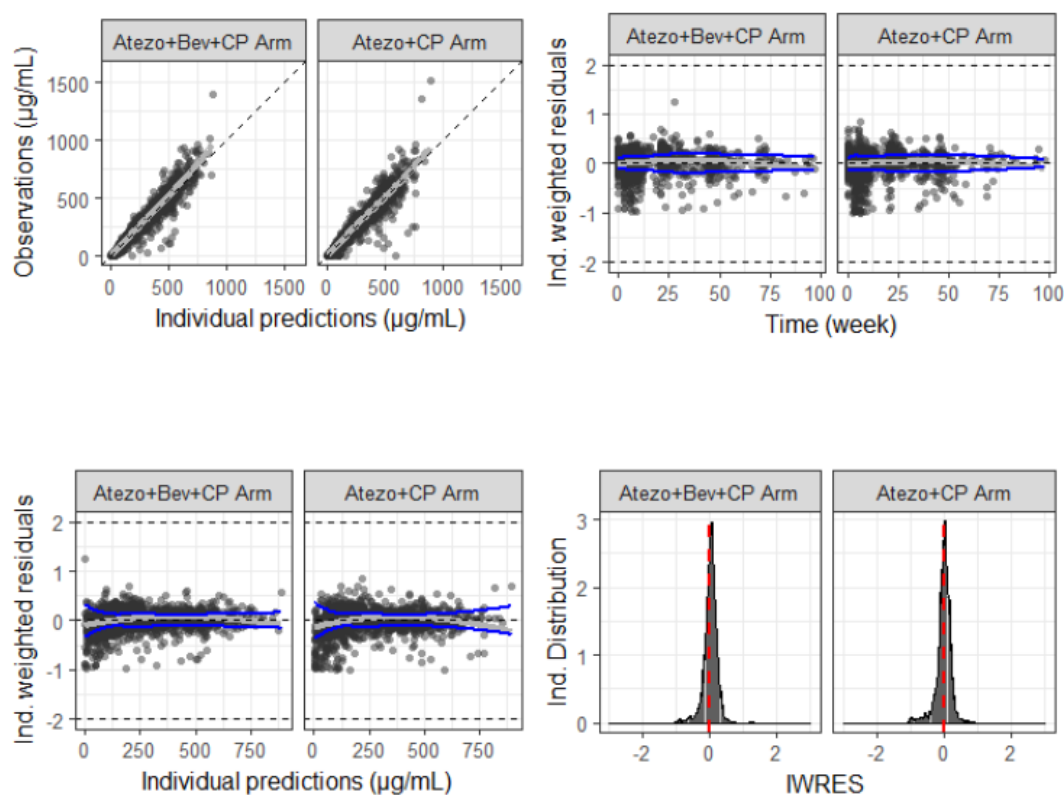 Atezo+Bev+CP Arm Atezo+CP Arm
Observations (µg/mL)
1500
1000
500
0
0 500 1000 1500 0 500 1000 1500
Individual predictions (µg/mL)
Atezo+Bev+CP Arm Atezo+CP Arm
Ind. weighted residuals
2
1
0
-1
-2
0 25 50 75 100 0 25 50 75 100
Time (week)
Atezo+Bev+CP Arm Atezo+CP Arm
Ind. weighted residuals
2
1
0
-1
-2
0 250 500 750 0 250 500 750
Individual predictions (µg/mL)
Atezo+Bev+CP Arm Atezo+CP Arm
Ind. Distribution
3
2
1
0
-2 0 2 -2 0 2
IWRES